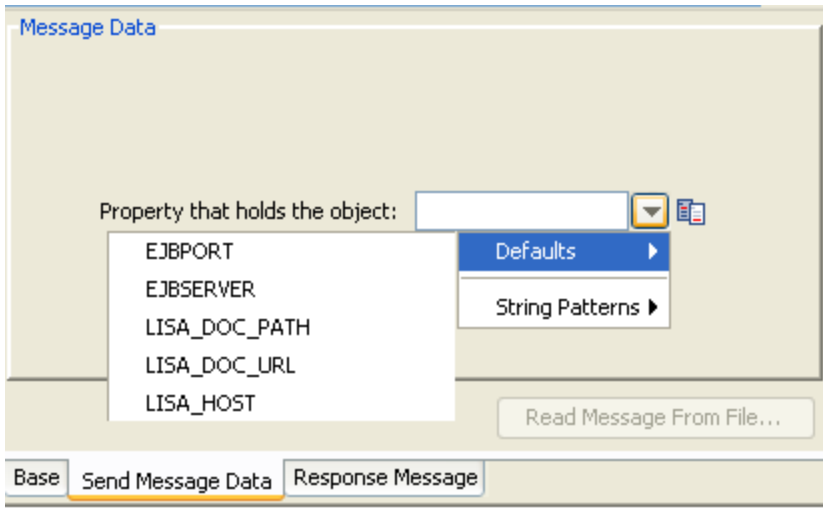 Message Data
Property that holds the object:
EJBPORT
EJBSERVER
LISA_DOC_PATH
LISA_DOC_URL
LISA_HOST
Defaults
String Patterns
Read Message From File...
Base Send Message Data Response Message